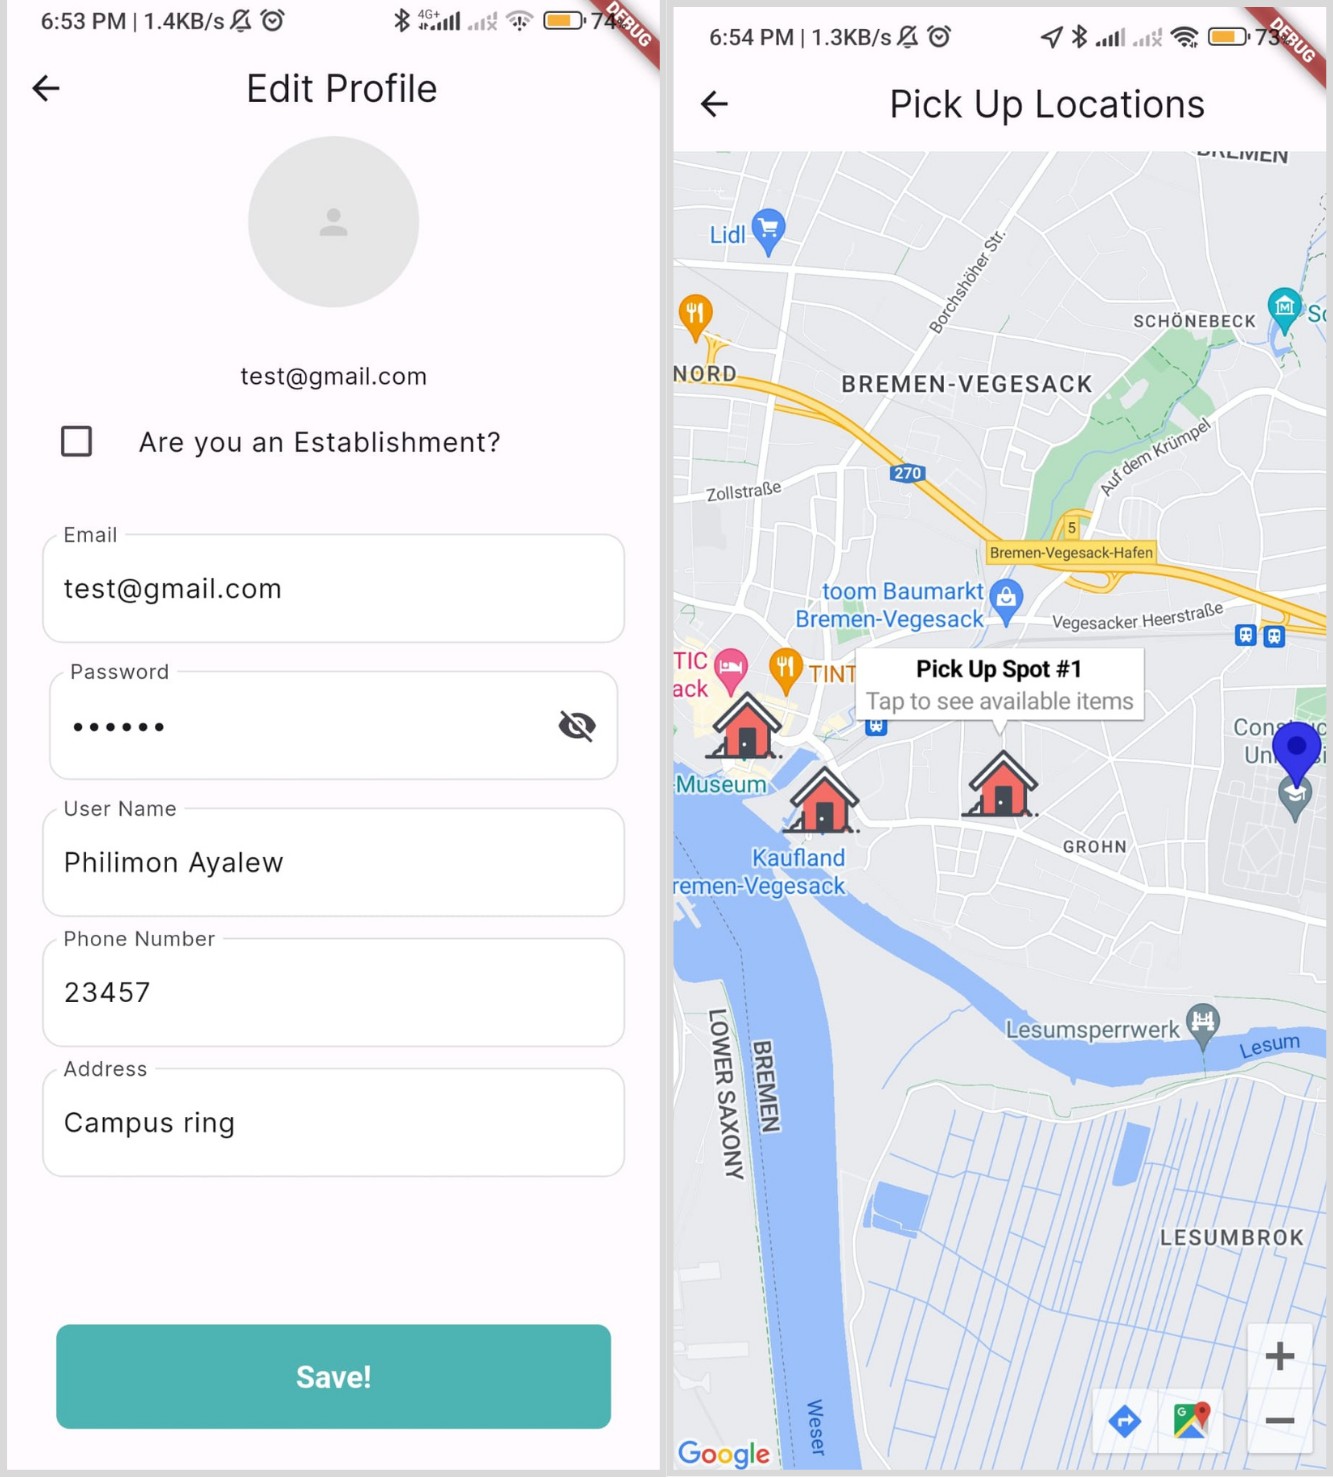 6:53 PM | 1.4KB/s
4G+
74
DEBUG
Edit Profile
test@gmail.com
Are you an Establishment?
Email
test@gmail.com
Password
••••••
User Name
Philimon Ayalew
Phone Number
23457
Address
Campus ring
Save!
6:54 PM | 1.3KB/s
73
DEBUG
Pick Up Locations
BREMEN
Lidl
Borchshöher Str.
SCHÖNEBECK
NORD
BREMEN-VEGESACK
Auf dem Krümpel
270
Zollstraße
5
Bremen-Vegesack-Hafen
toom Baumarkt
Bremen-Vegesack
Vegesacker Heerstraße
TIC
ack
TINT
Pick Up Spot #1
Tap to see available items
-Museum
GROHN
Kaufland
remen-Vegesack
Lesumsperrwerk
Lesum
LOWER SAXONY
BREMEN
LESUMBROK
Weser
Google